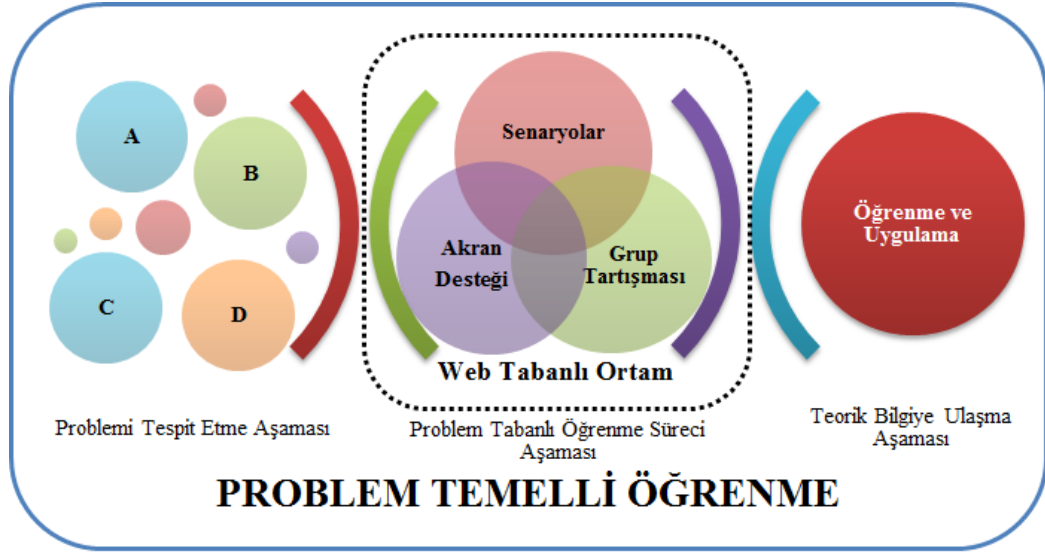 A
B
C
D
Senaryolar
Akran
Desteği
Grup
Tartışması
Web Tabanlı Ortam
Öğrenme ve
Uygulama
Problemi Tespit Etme Aşaması
Problem Tabanlı Öğrenme Süreci
Aşaması
Teorik Bilgiye Ulaşma
Aşaması
PROBLEM TEMELLİ ÖĞRENME